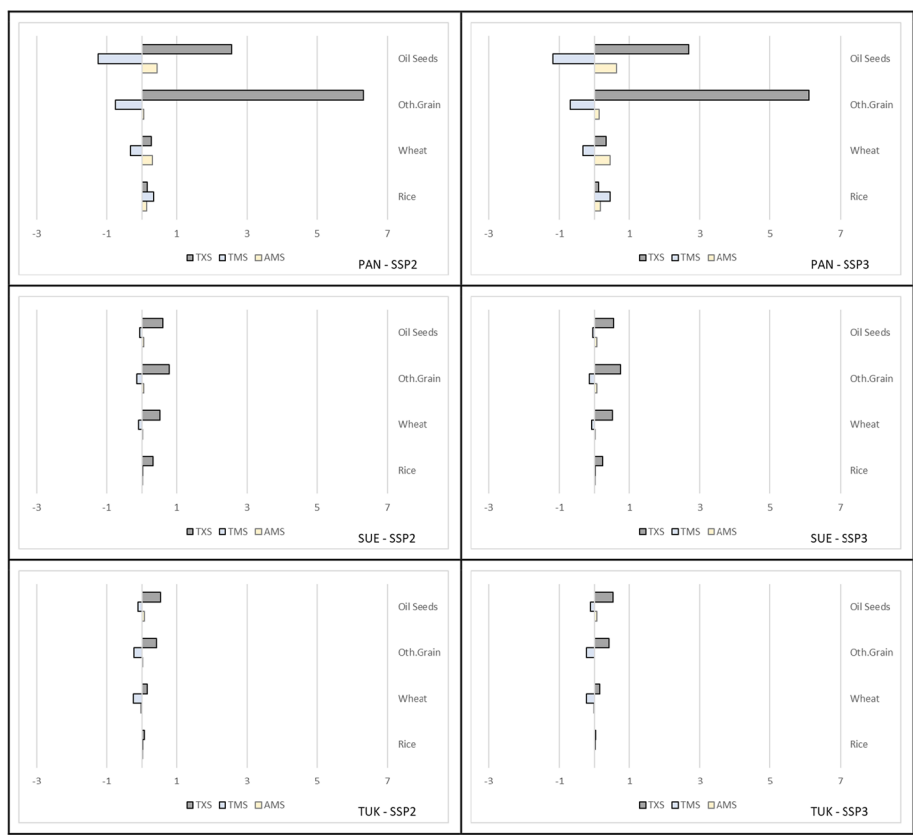 Oil Seeds
Oth.Grain
Wheat
Rice
-3 -1 1 3 5 7
TXS TMS AMS
PAN - SSP2
Oil Seeds
Oth.Grain
Wheat
Rice
-3 -1 1 3 5 7
TXS TMS AMS
PAN - SSP3
Oil Seeds
Oth.Grain
Wheat
Rice
-3 -1 1 3 5 7
TXS TMS AMS
SUE - SSP2
Oil Seeds
Oth.Grain
Wheat
Rice
-3 -1 1 3 5 7
TXS TMS AMS
SUE - SSP3
Oil Seeds
Oth.Grain
Wheat
Rice
-3 -1 1 3 5 7
TXS TMS AMS
TUK - SSP2
Oil Seeds
Oth.Grain
Wheat
Rice
-3 -1 1 3 5 7
TXS TMS AMS
TUK - SSP3